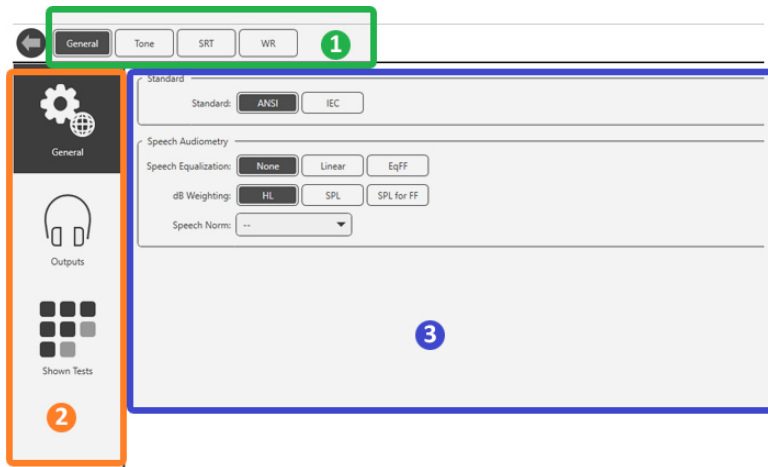 General Tone SRT WR 1
Standard
Standard: ANSI IEC
General
Speech Audiometry
Speech Equalization: None Linear EqFF
dB Weighting: HL SPL SPL for FF
Speech Norm: --
Outputs
3
Shown Tests
2